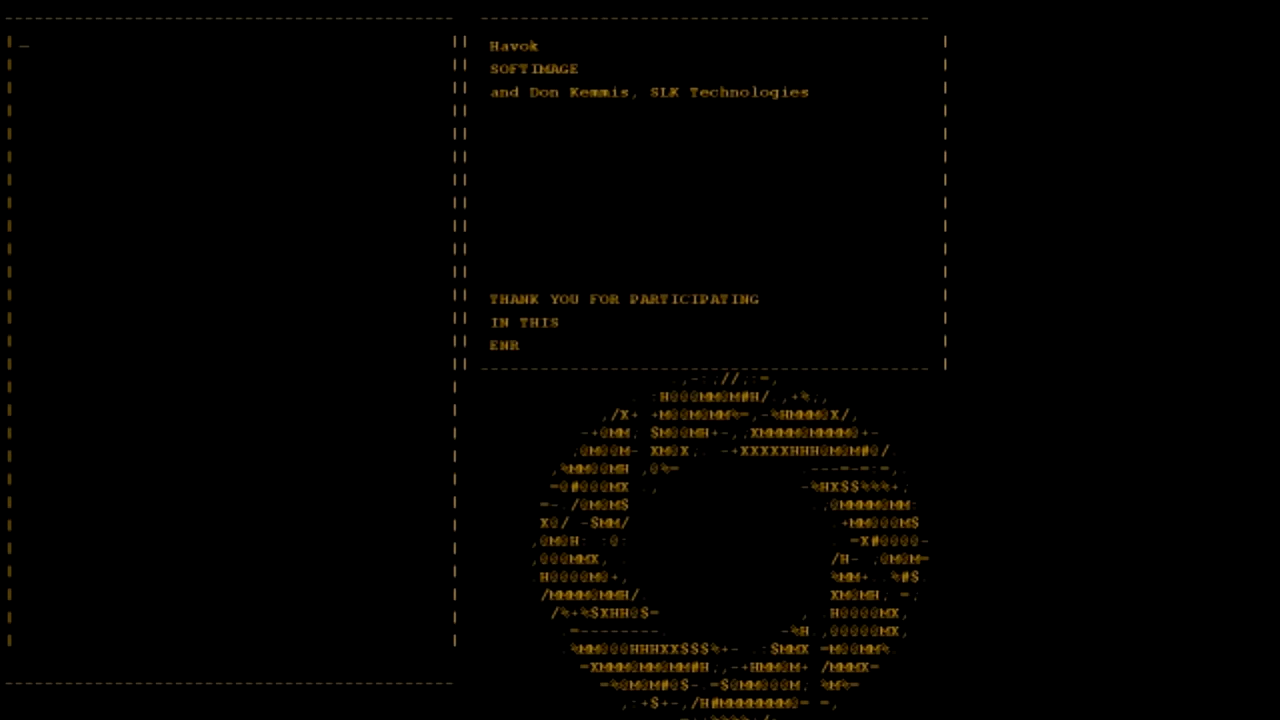 Havok
SOFTIMAGE
and Don Kemmis, SLK Technologies
THANK YOU FOR PARTICIPATING
IN THIS
ENR